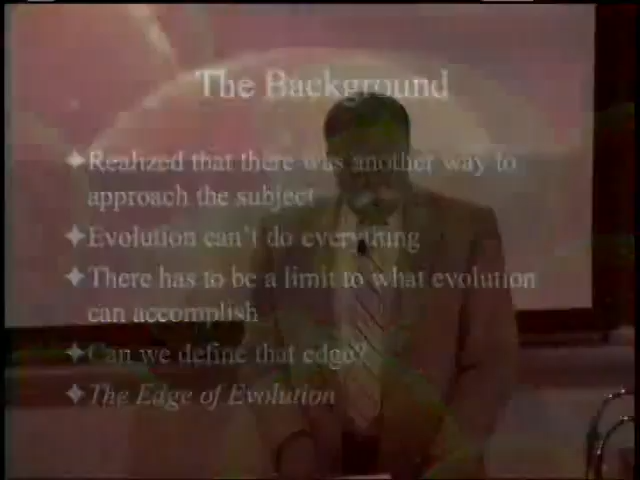 The Background
Realized that there was another way to
approach the subject
Evolution can't do everything
There has to be a limit to what evolution
can accomplish
Can we define that edge?
The Edge of Evolution